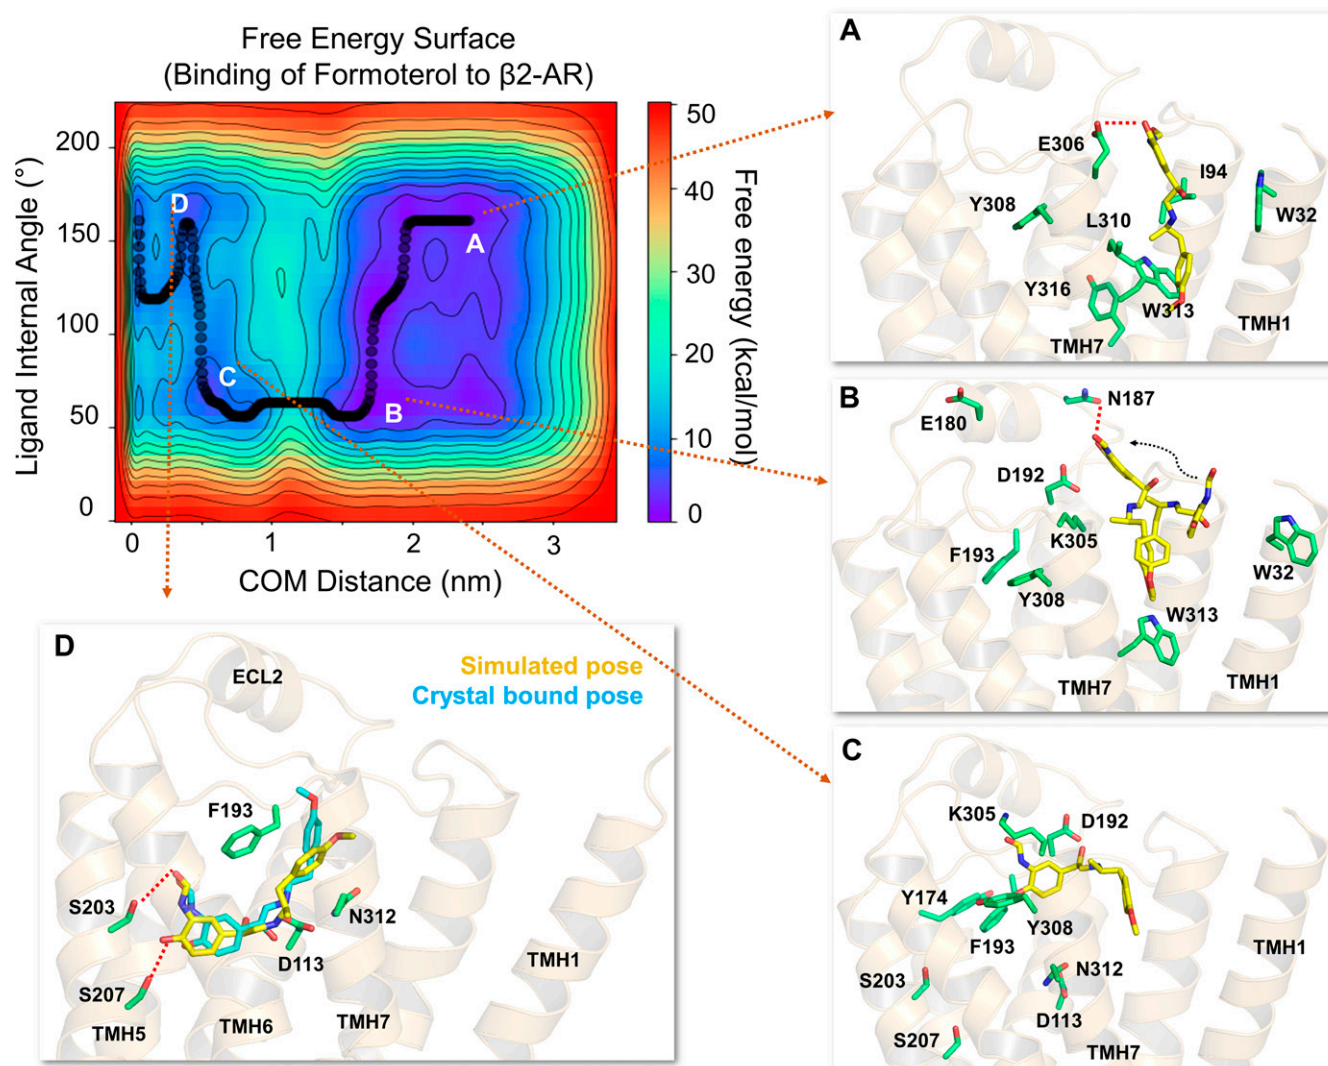 Free Energy Surface
(Binding of Formoterol to β2-AR)
Ligand Internal Angle (°)
200
150
100
50
0
0
1
2
3
COM Distance (nm)
D
C
A
B
50
40
30
20
10
0
Free energy (kcal/mol)
A
E306
I94
Y308
W32
L310
Y316
W313
TMH1
TMH7
B
N187
E180
D192
K305
F193
W32
Y308
W313
TMH7
TMH1
D
Simulated pose
Crystal bound pose
ECL2
F193
S203
N312
D113
TMH1
S207
TMH5
TMH6
TMH7
C
K305
D192
Y174
Y308
F193
TMH1
N312
S203
D113
S207
TMH7